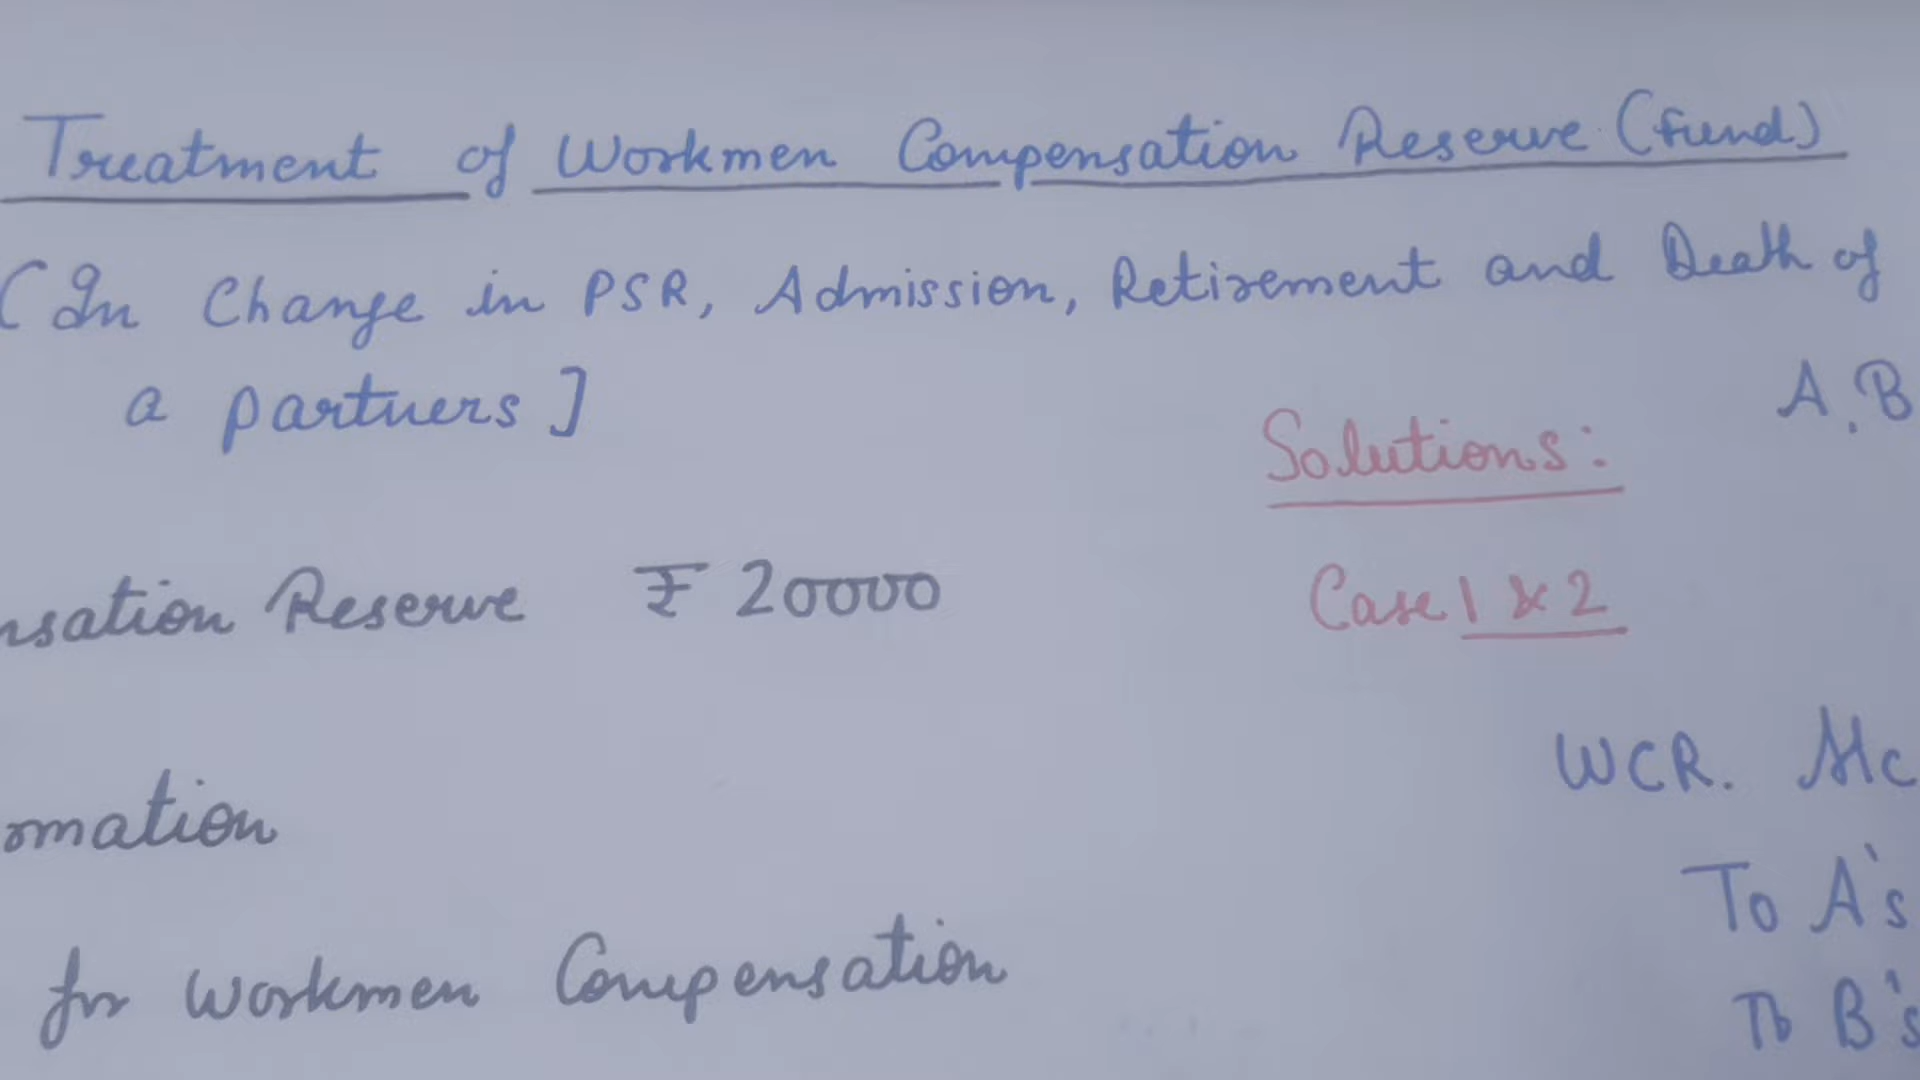 Treatment of Workmen Compensation Reserve (fund)
(In Change in PSR, Admission, Retirement and Death of
a partners]
A, B
Solutions:
nsation Reserve ₹ 20000
Case 1 & 2
WCR. A/c
omation
To A's
for Workmen Compensation
To B's